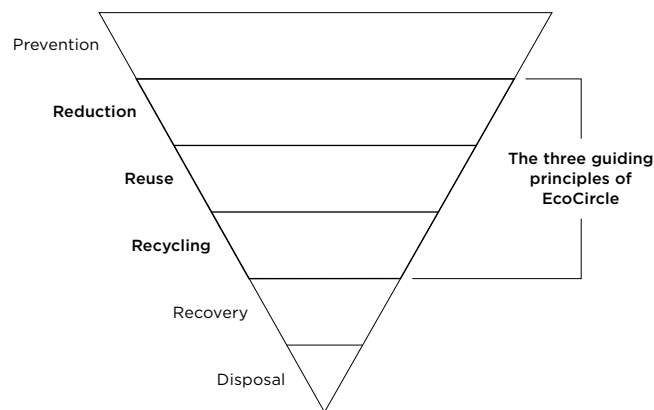 Prevention
Reduction
Reuse
Recycling
Recovery
Disposal
The three guiding
principles of
EcoCircle